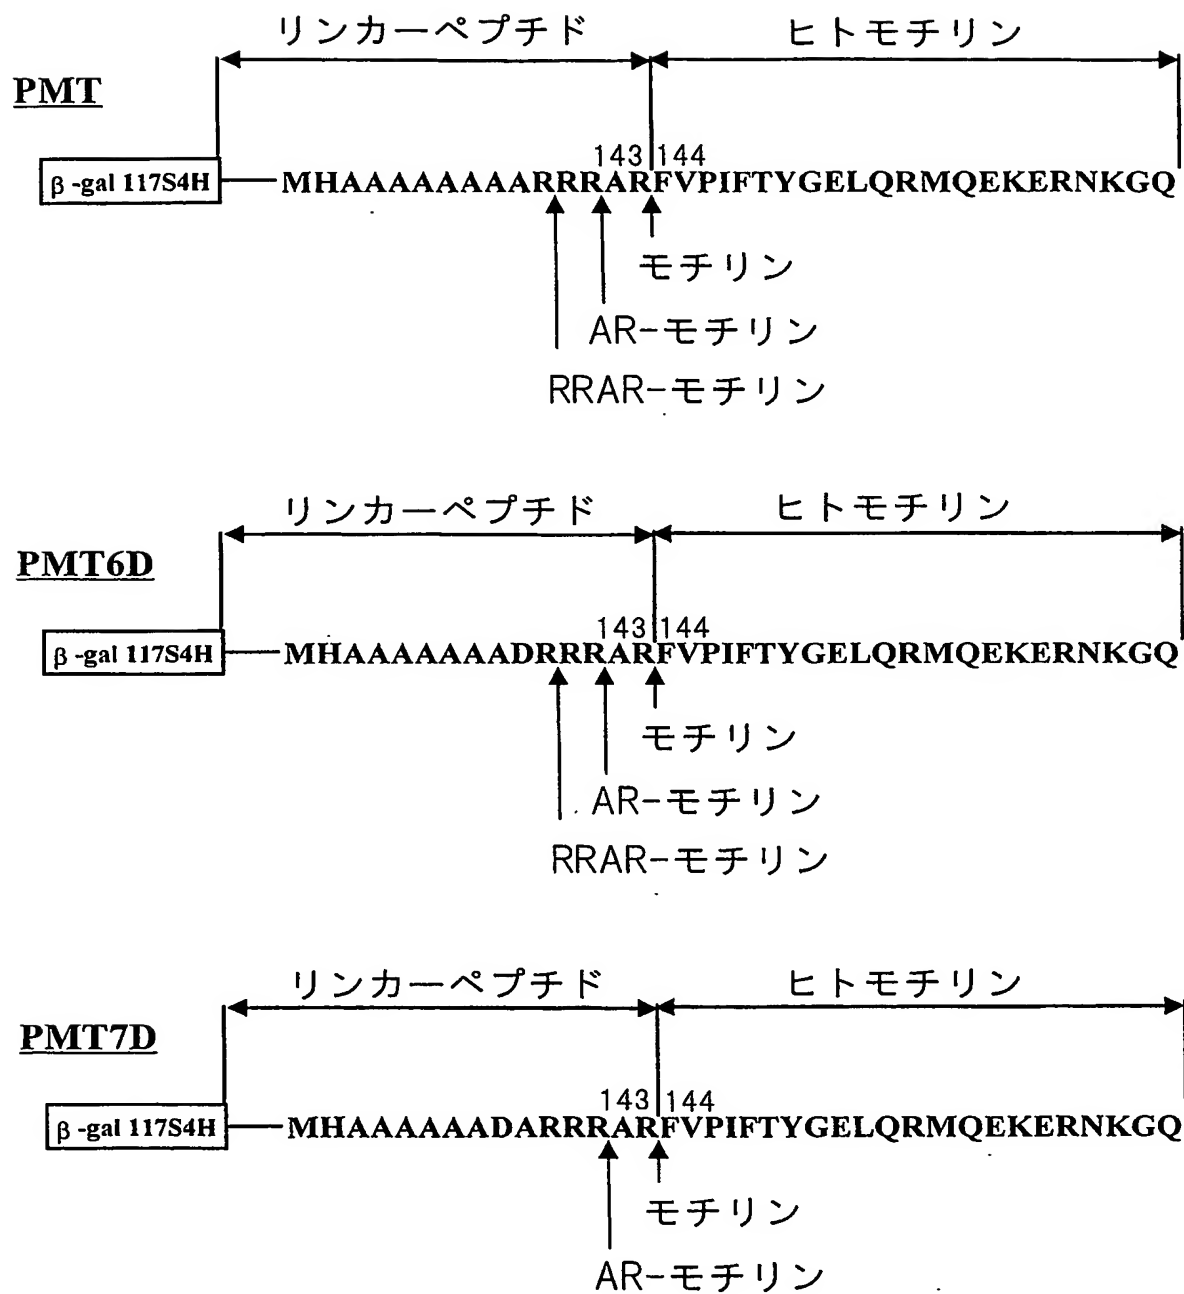 リンカーペプチド ヒトモチリン
PMT
143 144
β-gal 117S4H MHAAAAAAAARRRARFVPIFTYGELQRMQEKERNKGQ
モチリン
AR-モチリン
RRAR-モチリン
リンカーペプチド ヒトモチリン
PMT6D
143 144
β-gal 117S4H MHAAAAAAADRRRARFVPIFTYGELQRMQEKERNKGQ
モチリン
AR-モチリン
RRAR-モチリン
リンカーペプチド ヒトモチリン
PMT7D
143 144
β-gal 117S4H MHAAAAAADARRRARFVPIFTYGELQRMQEKERNKGQ
モチリン
AR-モチリン